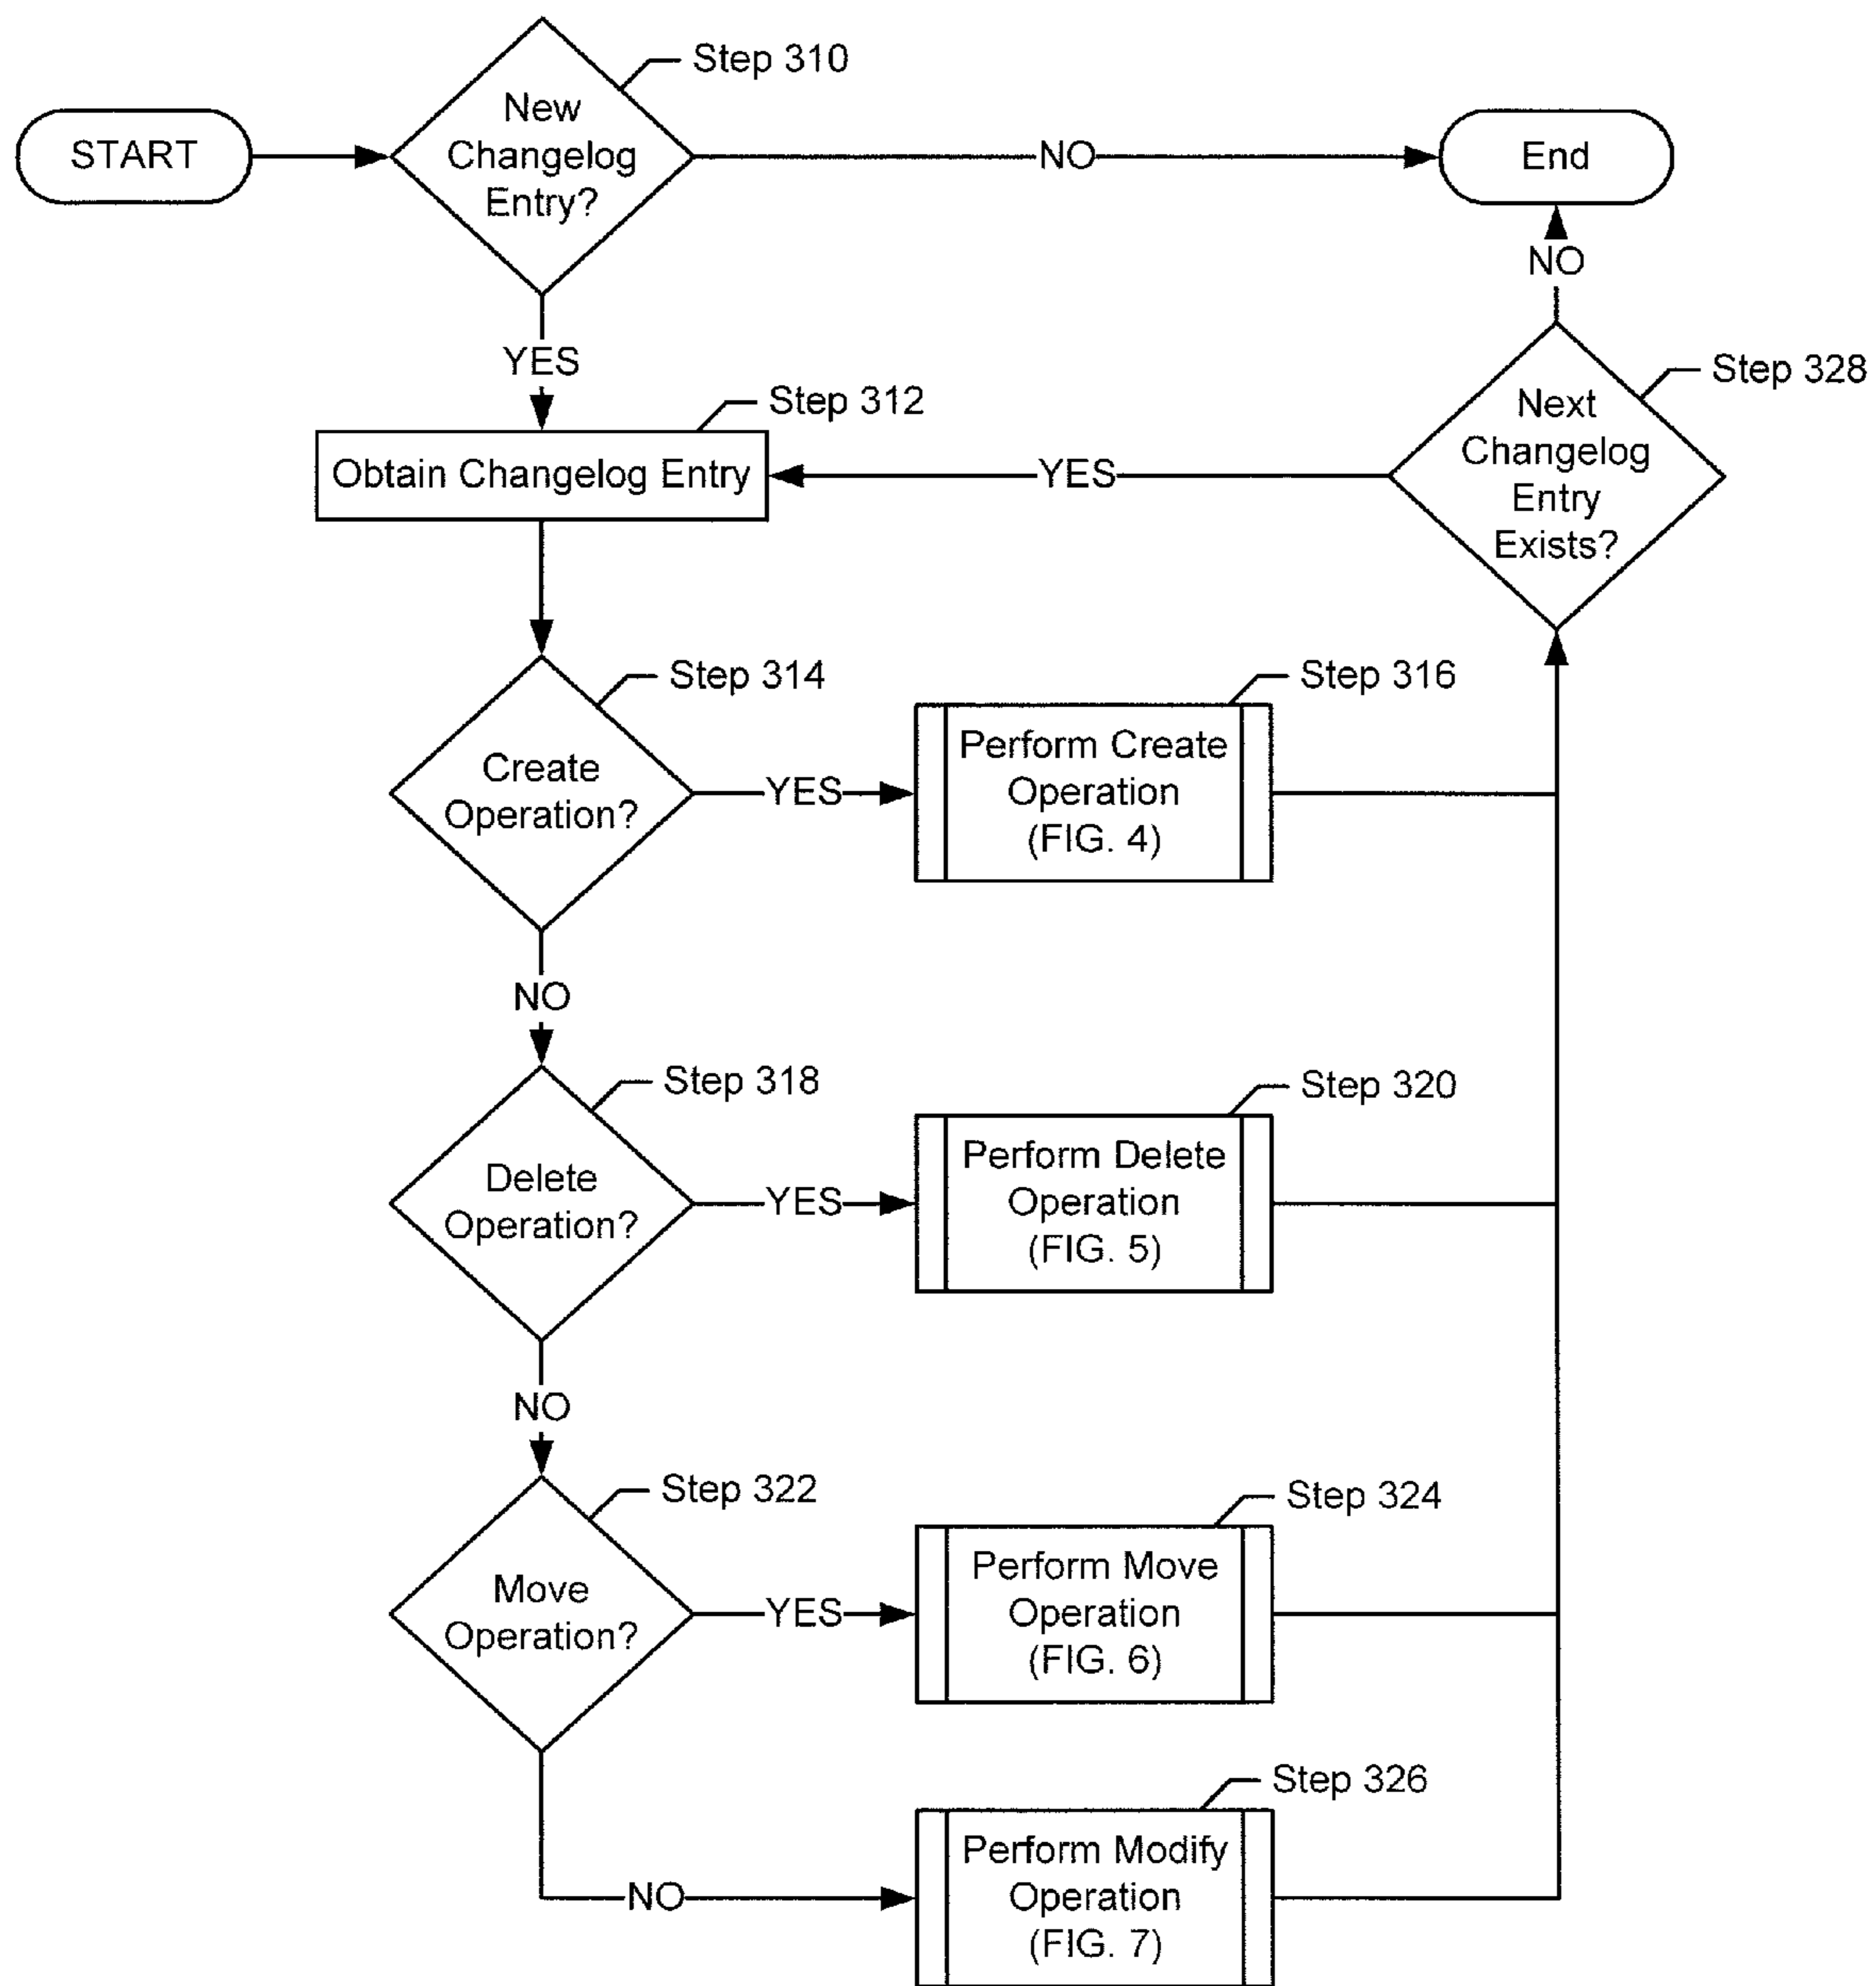 Step 310
START
New
Changelog
Entry?
NO
End
NO
YES
Step 328
Step 312
Next
Changelog
Entry
Exists?
Obtain Changelog Entry
YES
Step 314
Step 316
Create
Operation?
YES
Perform Create
Operation
(FIG. 4)
NO
Step 318
Step 320
Delete
Operation?
YES
Perform Delete
Operation
(FIG. 5)
NO
Step 322
Step 324
Move
Operation?
YES
Perform Move
Operation
(FIG. 6)
Step 326
NO
Perform Modify
Operation
(FIG. 7)